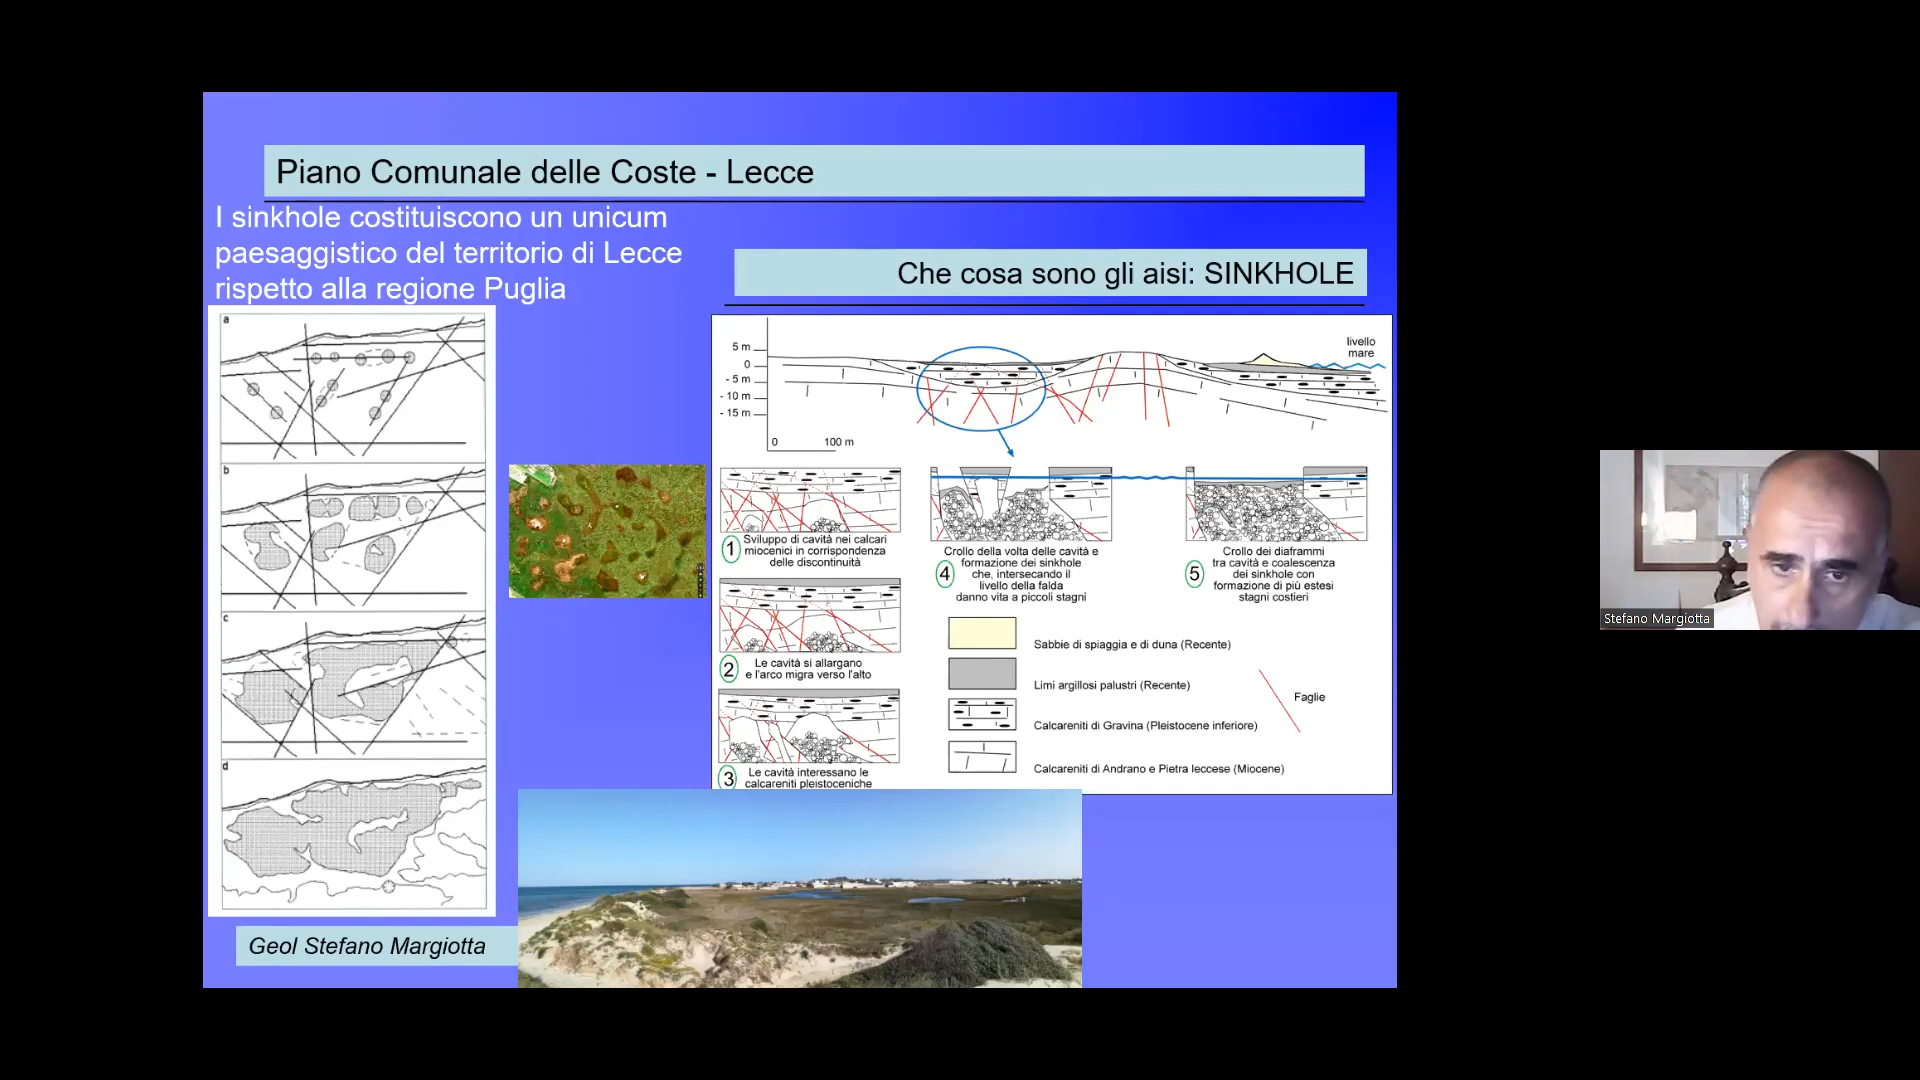 Piano Comunale delle Coste - Lecce
I sinkhole costituiscono un unicum
paesaggistico del territorio di Lecce
rispetto alla regione Puglia
Che cosa sono gli aisi: SINKHOLE
a
b
c
d
5 m
0
- 5 m
- 10 m
- 15 m
0
100 m
livello
mare
1
Sviluppo di cavità nei calcari
miocenici in corrispondenza
delle discontinuità
2
Le cavità si allargano
e l'arco migra verso l'alto
3
Le cavità interessano le
calcareniti pleistoceniche
4
Crollo della volta delle cavità e
formazione dei sinkhole
che, intersecando il
livello della falda
danno vita a piccoli stagni
5
Crollo dei diaframmi
tra cavità e coalescenza
dei sinkhole con
formazione di più estesi
stagni costieri
Sabbie di spiaggia e di duna (Recente)
Limi argillosi palustri (Recente)
Calcareniti di Gravina (Pleistocene inferiore)
Calcareniti di Andrano e Pietra leccese (Miocene)
Faglie
Geol Stefano Margiotta
Stefano Margiotta